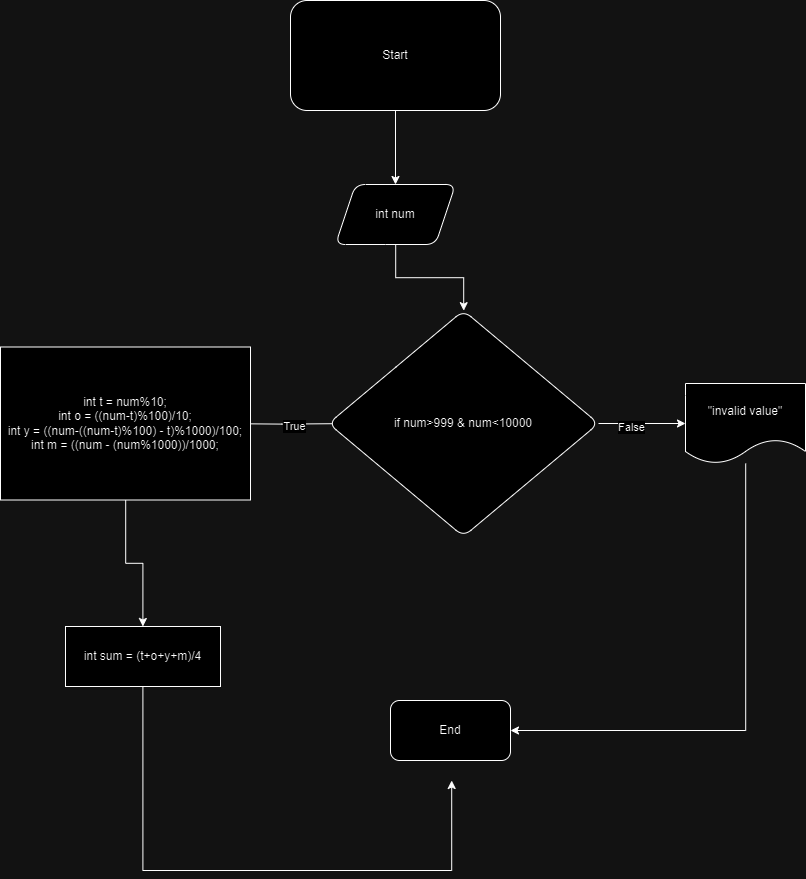 Start
int num
if num>999 & num<10000
True
False
int t = num%10;
int o = ((num-t)%100)/10;
int y = ((num-((num-t)%100) - t)%1000)/100;
int m = ((num - (num%1000))/1000;
"invalid value"
int sum = (t+o+y+m)/4
End